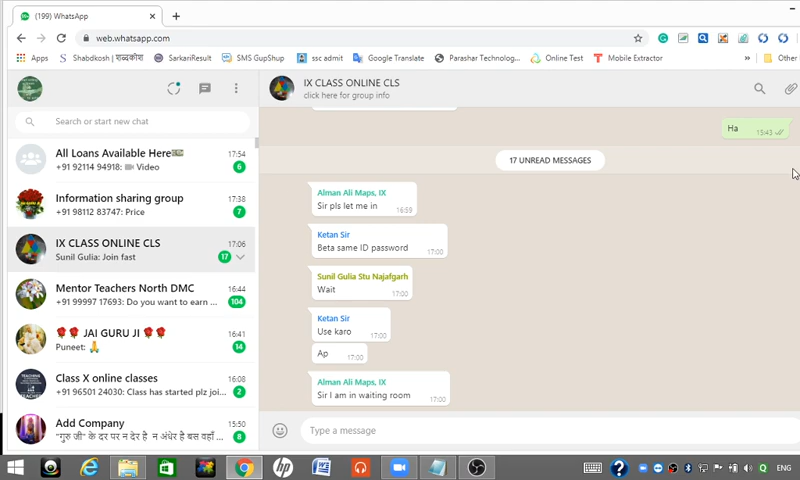 (199) WhatsApp
web.whatsapp.com
Apps
Shabdkosh | शब्दकोश
SarkariResult
SMS GupShup
ssc admit
Google Translate
Parashar Technolog...
Online Test
Mobile Extractor
»
Other
IX CLASS ONLINE CLS
click here for group info
Search or start new chat
All Loans Available Here
17:54
+91 92114 94918: Video
6
Information sharing group
17:38
+91 98112 83747: Price
7
IX CLASS ONLINE CLS
17:06
Sunil Gulia: Join fast
17
Mentor Teachers North DMC
16:44
+91 99997 17693: Do you want to earn ...
104
JAI GURU JI
16:41
Puneet:
14
Class X online classes
16:08
+91 96501 24030: Class has started plz joi...
2
Add Company
15:50
"गुरु जी" के दर पर न देर है न अंधेर है बस वहाँ ...
8
Ha
15:43
17 UNREAD MESSAGES
Alman Ali Maps, IX
Sir pls let me in
16:59
Ketan Sir
Beta same ID password
17:00
Sunil Gulia Stu Najafgarh
Wait
17:00
Ketan Sir
Use karo
17:00
Ap
17:00
Alman Ali Maps, IX
Sir I am in waiting room
17:00
Type a message
hp
ENG